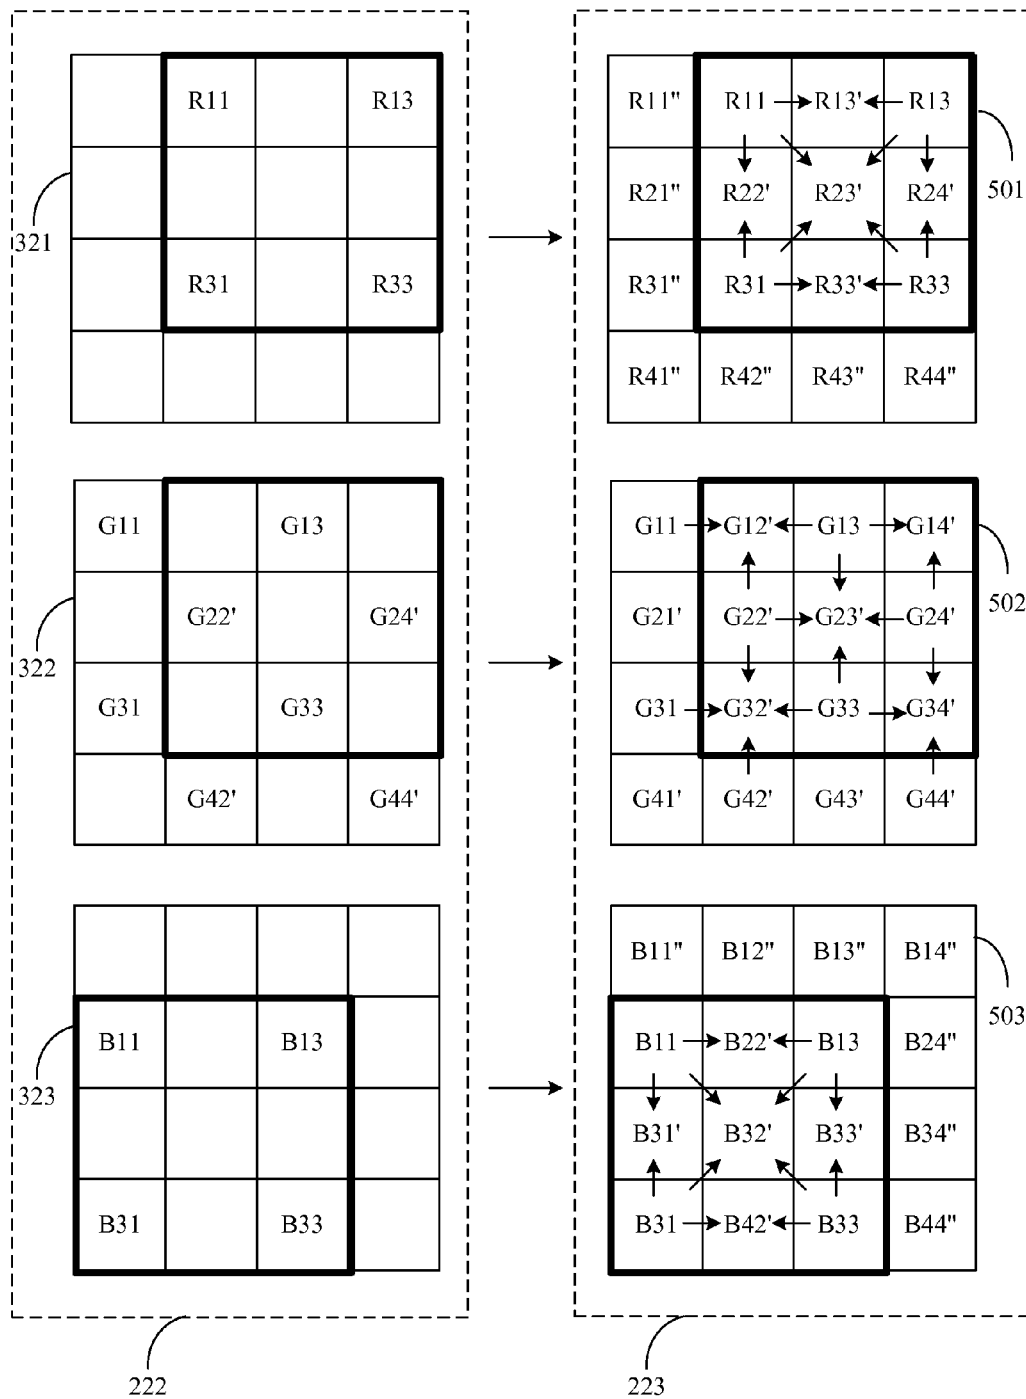 R11 R13
R31 R33
321
R11" R11 R13' R13
R21" R22' R23' R24'
R31" R31 R33' R33
R41" R42" R43" R44"
501
G11 G13
G22' G24'
G31 G33
G42' G44'
322
G11 G12' G13 G14'
G21' G22' G23' G24'
G31 G32' G33 G34'
G41' G42' G43' G44'
502
B11 B13
B31 B33
323
B11" B12" B13" B14"
B11 B22' B13 B24"
B31' B32' B33' B34"
B31 B42' B33 B44"
503
222
223